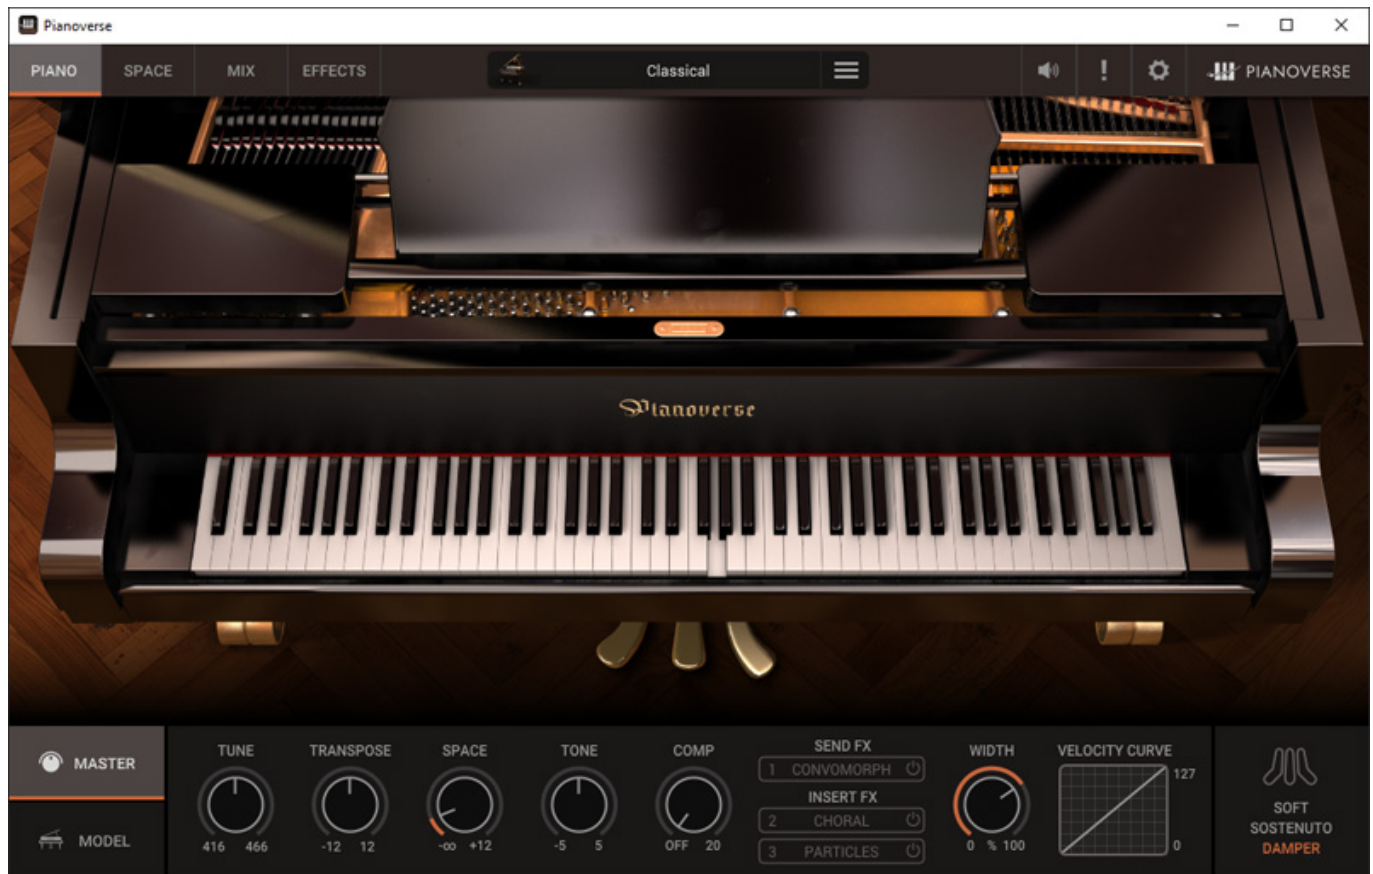 Pianoverse
PIANO SPACE MIX EFFECTS Classical PIANOVERSE
Pianoverse
MASTER
MODEL
TUNE
416 466
TRANSPOSE
-12 12
SPACE
-∞ +12
TONE
-5 5
COMP
OFF 20
SEND FX
1 CONVOMORPH
INSERT FX
2 CHORAL
3 PARTICLES
WIDTH
0 % 100
VELOCITY CURVE
127
0
SOFT
SOSTENUTO
DAMPER